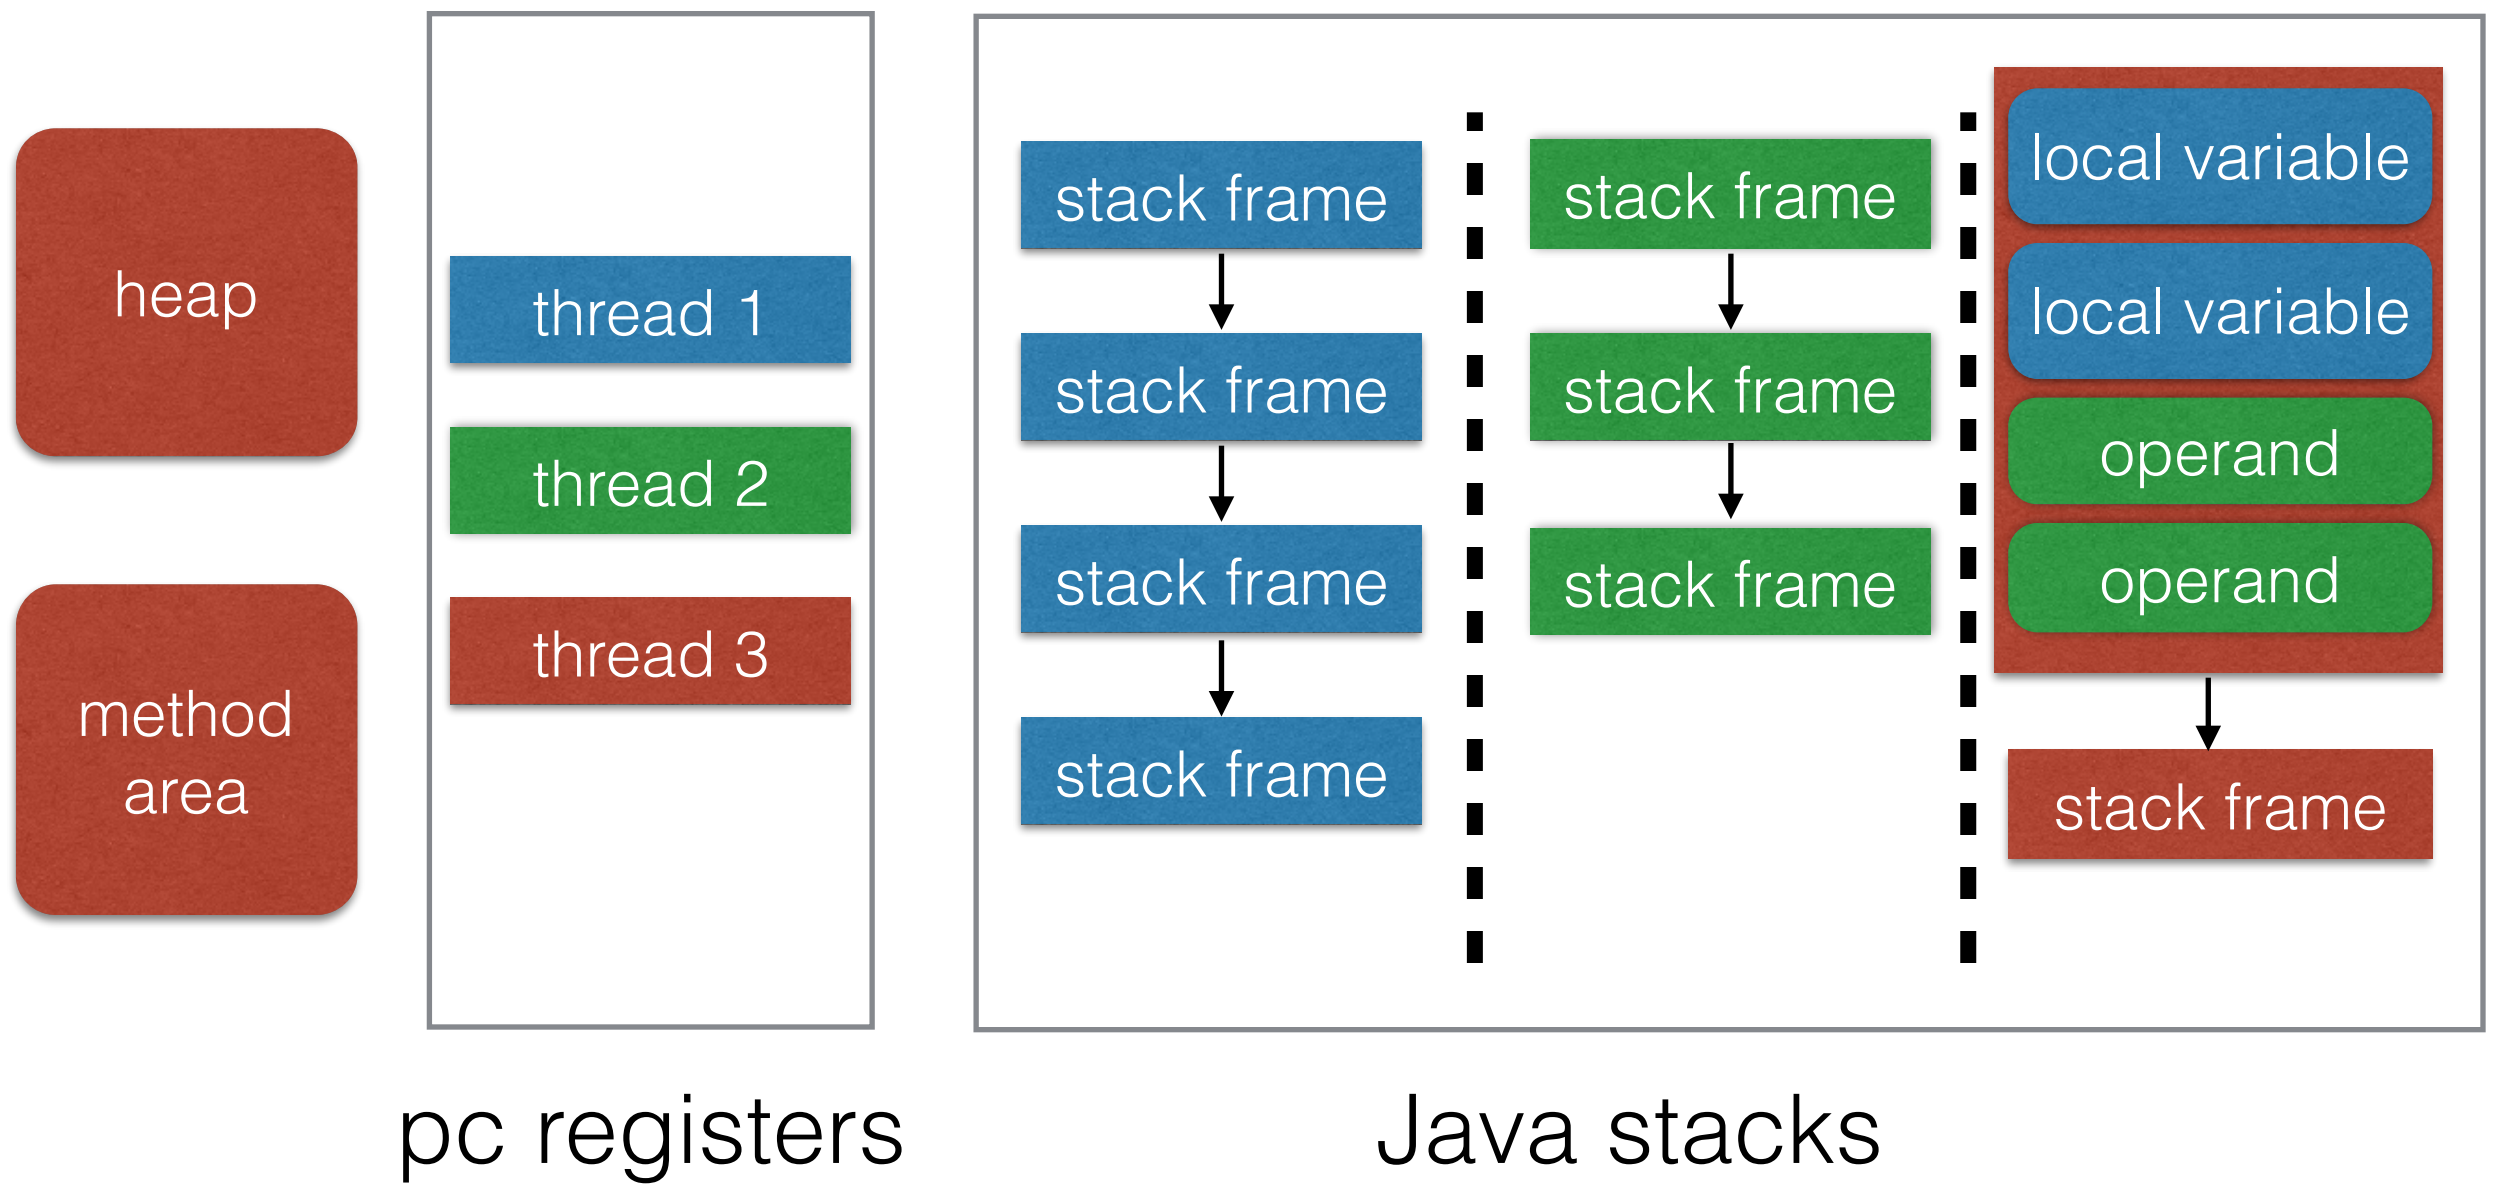 heap
method
area
thread 1
thread 2
thread 3
pc registers
stack frame
stack frame
stack frame
stack frame
stack frame
stack frame
stack frame
local variable
local variable
operand
operand
stack frame
Java stacks